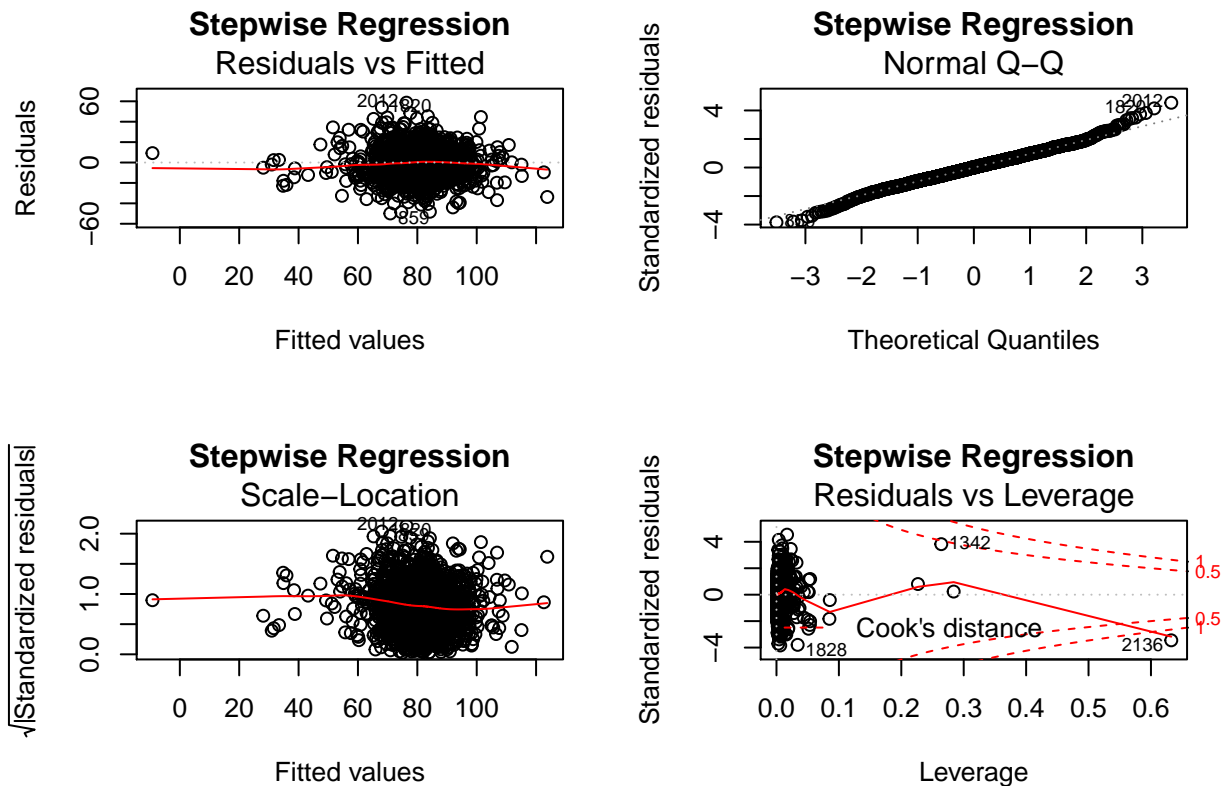 Stepwise Regression
Residuals vs Fitted
Residuals
60
0
−60
2012
1820
859
0 20 40 60 80 100
Fitted values
Stepwise Regression
Normal Q−Q
Standardized residuals
4
0
−4
2012
1820
−3 −2 −1 0 1 2 3
Theoretical Quantiles
Stepwise Regression
Scale−Location
√|Standardized residuals|
2.0
1.0
0.0
2012
1820
0 20 40 60 80 100
Fitted values
Stepwise Regression
Residuals vs Leverage
Standardized residuals
4
0
−4
1342
1
0.5
0.5
1
Cook's distance
2136
1828
0.0 0.1 0.2 0.3 0.4 0.5 0.6
Leverage